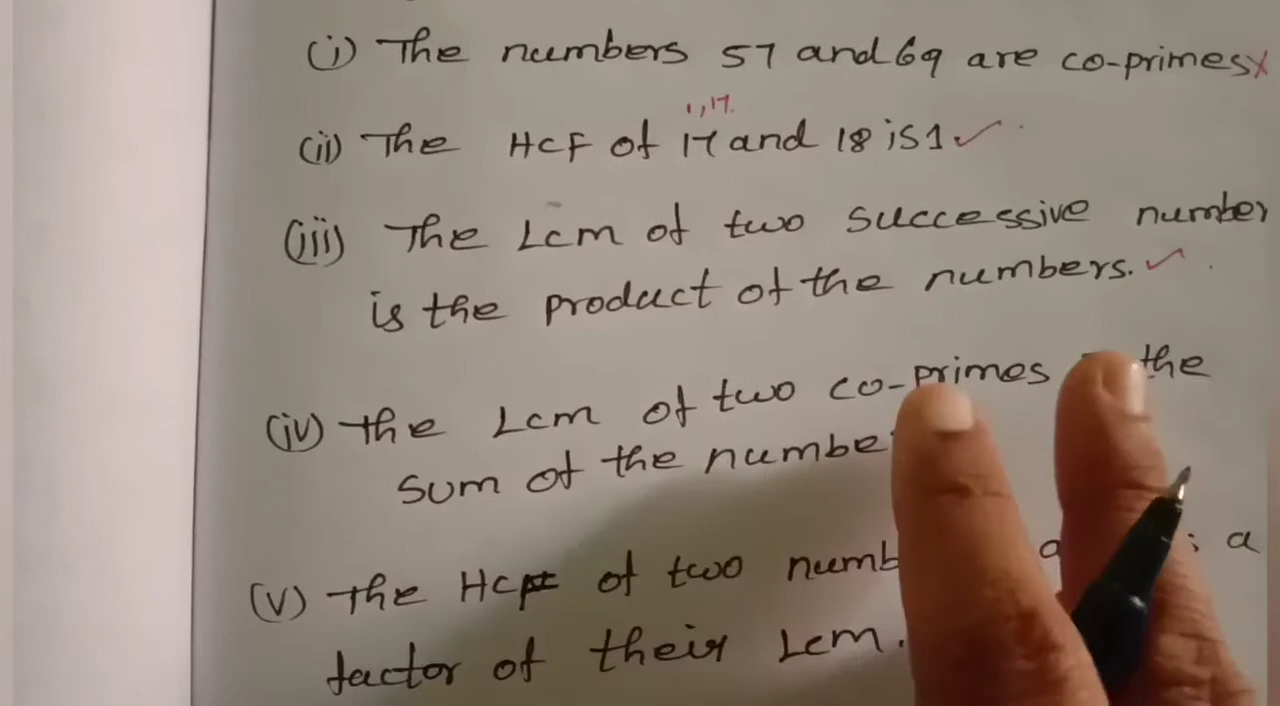 (i) The numbers 57 and 69 are co-primes x
1, 17.
(ii) The HCF of 17 and 18 is 1 ✓
(iii) The Lcm of two successive number
is the product of the numbers. ✓
(iv) the Lcm of two co-primes the
sum of the numbe
(v) The HCF of two numb a
factor of their Lcm.